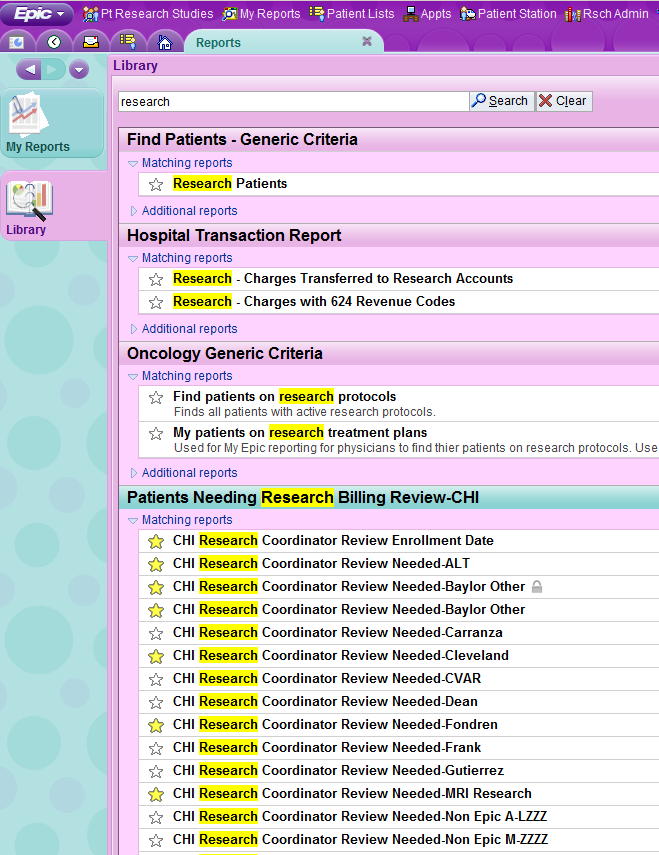 Epic Pt Research Studies My Reports Patient Lists Appts Patient Station Rsch Admin
Reports
Library
My Reports
Library
research Search Clear
Find Patients - Generic Criteria
Matching reports
Research Patients
Additional reports
Hospital Transaction Report
Matching reports
Research - Charges Transferred to Research Accounts
Research - Charges with 624 Revenue Codes
Additional reports
Oncology Generic Criteria
Matching reports
Find patients on research protocols
Finds all patients with active research protocols.
My patients on research treatment plans
Used for My Epic reporting for physicians to find thier patients on research protocols. Use
Additional reports
Patients Needing Research Billing Review-CHI
Matching reports
CHI Research Coordinator Review Enrollment Date
CHI Research Coordinator Review Needed-ALT
CHI Research Coordinator Review Needed-Baylor Other
CHI Research Coordinator Review Needed-Baylor Other
CHI Research Coordinator Review Needed-Carranza
CHI Research Coordinator Review Needed-Cleveland
CHI Research Coordinator Review Needed-CVAR
CHI Research Coordinator Review Needed-Dean
CHI Research Coordinator Review Needed-Fondren
CHI Research Coordinator Review Needed-Frank
CHI Research Coordinator Review Needed-Gutierrez
CHI Research Coordinator Review Needed-MRI Research
CHI Research Coordinator Review Needed-Non Epic A-LZZZ
CHI Research Coordinator Review Needed-Non Epic M-ZZZZ